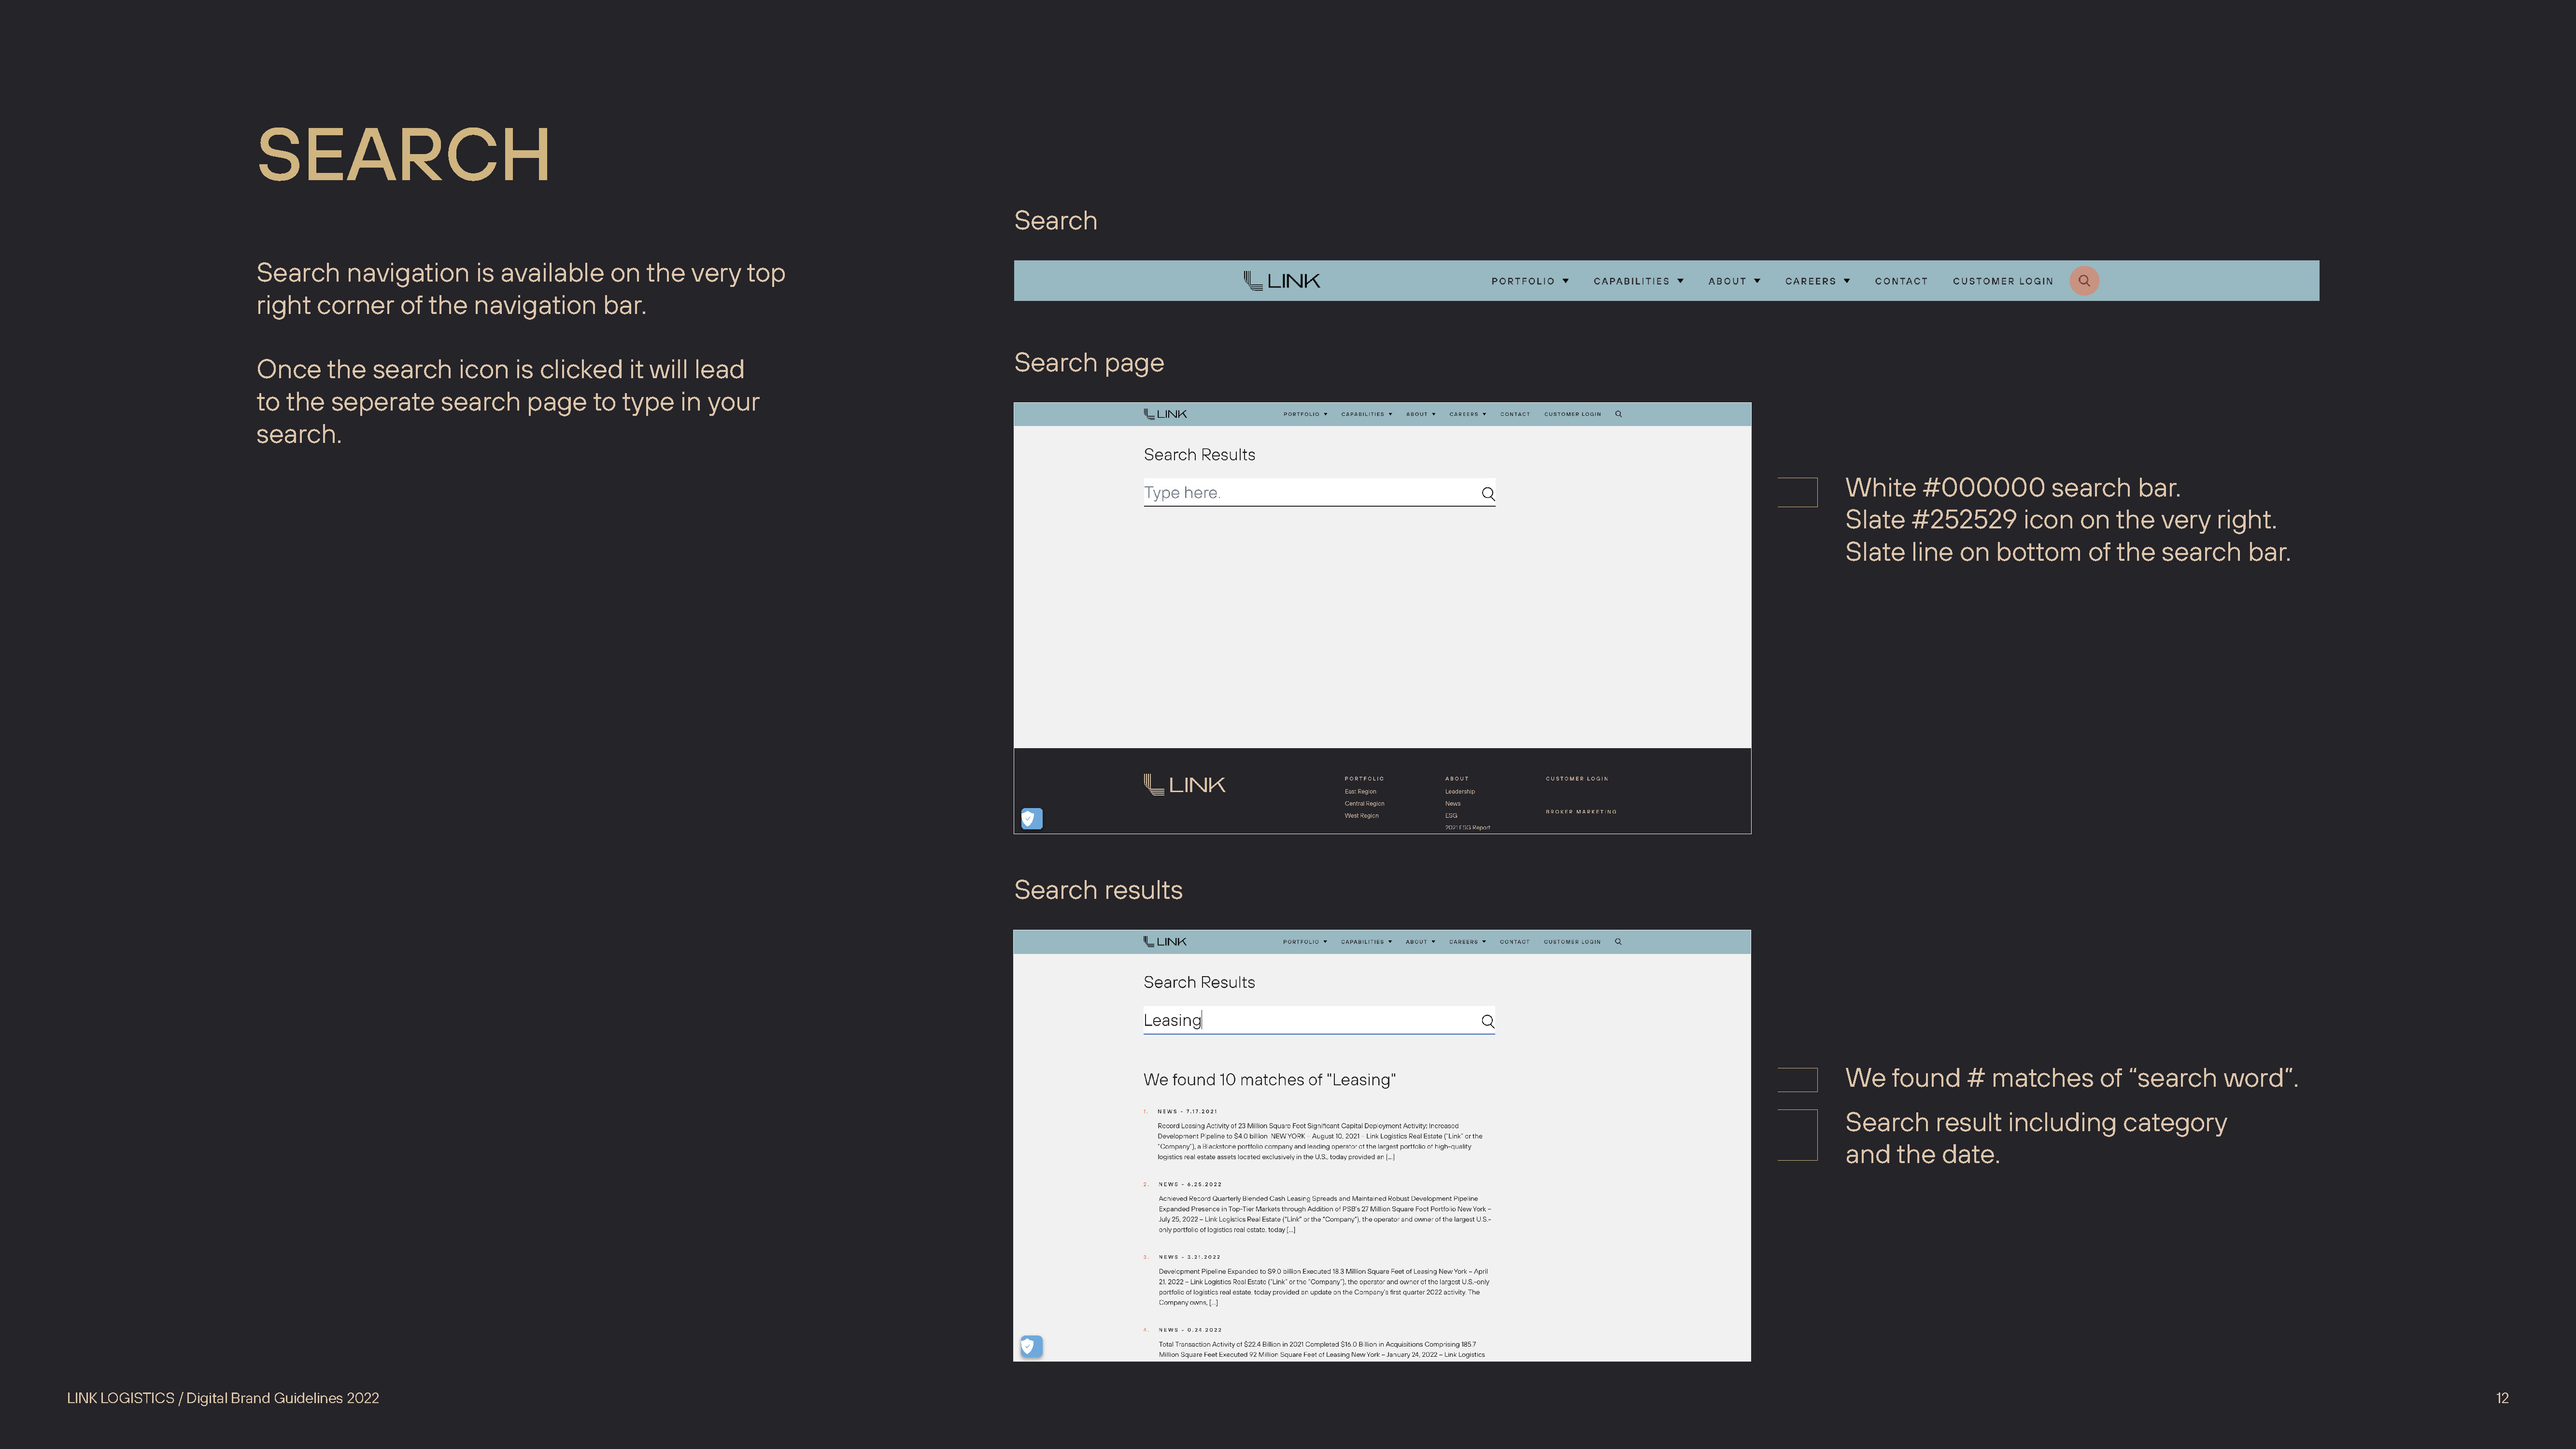 SEARCH
Search navigation is available on the very top
right corner of the navigation bar.
Once the search icon is clicked it will lead
to the seperate search page to type in your
search.
Search
LINK PORTFOLIO CAPABILITIES ABOUT CAREERS CONTACT CUSTOMER LOGIN
Search page
LINK PORTFOLIO CAPABILITIES ABOUT CAREERS CONTACT CUSTOMER LOGIN
Search Results
Type here.
LINK
PORTFOLIO
East Region
Central Region
West Region
ABOUT
Leadership
News
ESG
2021 ESG Report
CUSTOMER LOGIN
BROKER MARKETING
White #000000 search bar.
Slate #252529 icon on the very right.
Slate line on bottom of the search bar.
Search results
LINK PORTFOLIO CAPABILITIES ABOUT CAREERS CONTACT CUSTOMER LOGIN
Search Results
Leasing
We found 10 matches of "Leasing"
1. NEWS - 7.17.2021
Record Leasing Activity of 23 Million Square Feet Significant Capital Deployment Activity; Increased
Development Pipeline to $4.0 billion NEW YORK – August 10, 2021 – Link Logistics Real Estate ("Link" or the
"Company"), a Blackstone portfolio company and leading operator of the largest portfolio of high-quality
logistics real estate assets located exclusively in the U.S., today provided an [...]
2. NEWS - 6.25.2022
Achieved Record Quarterly Blended Cash Leasing Spreads and Maintained Robust Development Pipeline
Expanded Presence in Top-Tier Markets through Addition of PSB's 27 Million Square Foot Portfolio New York –
July 25, 2022 – Link Logistics Real Estate ("Link" or the "Company"), the operator and owner of the largest U.S.-
only portfolio of logistics real estate, today [...]
3. NEWS - 3.21.2022
Development Pipeline Expanded to $9.0 billion Executed 18.3 Million Square Feet of Leasing New York – April
21, 2022 – Link Logistics Real Estate ("Link" or the "Company"), the operator and owner of the largest U.S.-only
portfolio of logistics real estate, today provided an update on the Company's first quarter 2022 activity. The
Company owns, [...]
4. NEWS - 0.24.2022
Total Transaction Activity of $22.4 Billion in 2021 Completed $16.0 Billion in Acquisitions Comprising 185.7
Million Square Feet Executed 92 Million Square Feet of Leasing New York – January 24, 2022 – Link Logistics
We found # matches of “search word”.
Search result including category
and the date.
LINK LOGISTICS / Digital Brand Guidelines 2022
12